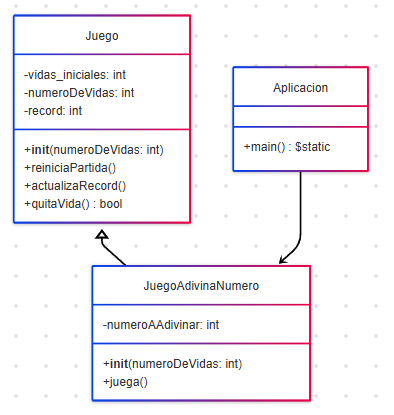 Juego
-vidas_iniciales: int
-numeroDeVidas: int
-record: int
+init(numeroDeVidas: int)
+reiniciaPartida()
+actualizaRecord()
+quitaVida() : bool
Aplicacion
+main() : $static
JuegoAdivinaNumero
-numeroAAdivinar: int
+init(numeroDeVidas: int)
+juega()